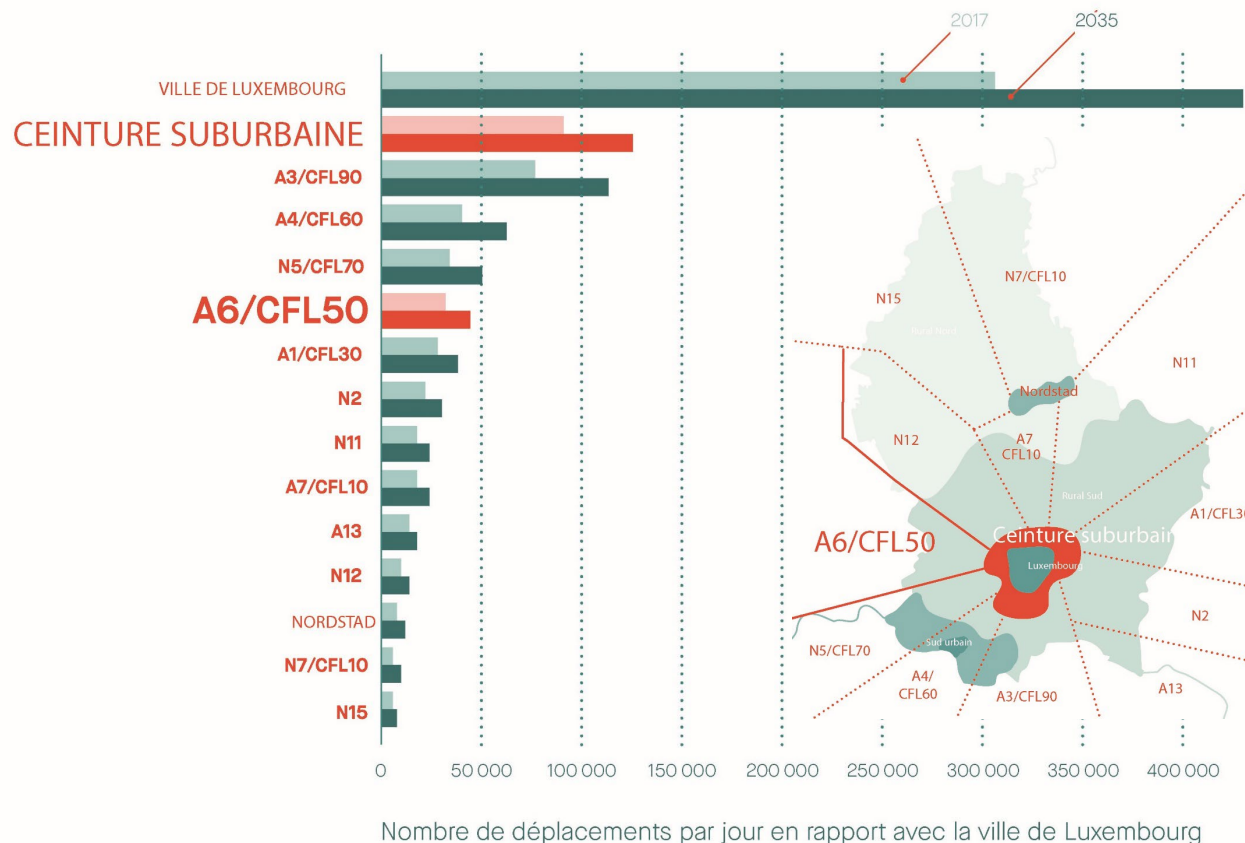 2017
2035
VILLE DE LUXEMBOURG
CEINTURE SUBURBAINE
A3/CFL90
A4/CFL60
N5/CFL70
A6/CFL50
A1/CFL30
N2
N11
A7/CFL10
A13
N12
NORDSTAD
N7/CFL10
N15
0
50 000
100 000
150 000
200 000
250 000
300 000
350 000
400 000
Nombre de déplacements par jour en rapport avec la ville de Luxembourg
N7/CFL10
N15
Rural Nord
N11
Nordstad
N12
A7
CFL10
Rural Sud
A1/CFL30
A6/CFL50
Ceinture suburbain
Luxembourg
N2
Sud urbain
N5/CFL70
A4/
CFL60
A3/CFL90
A13